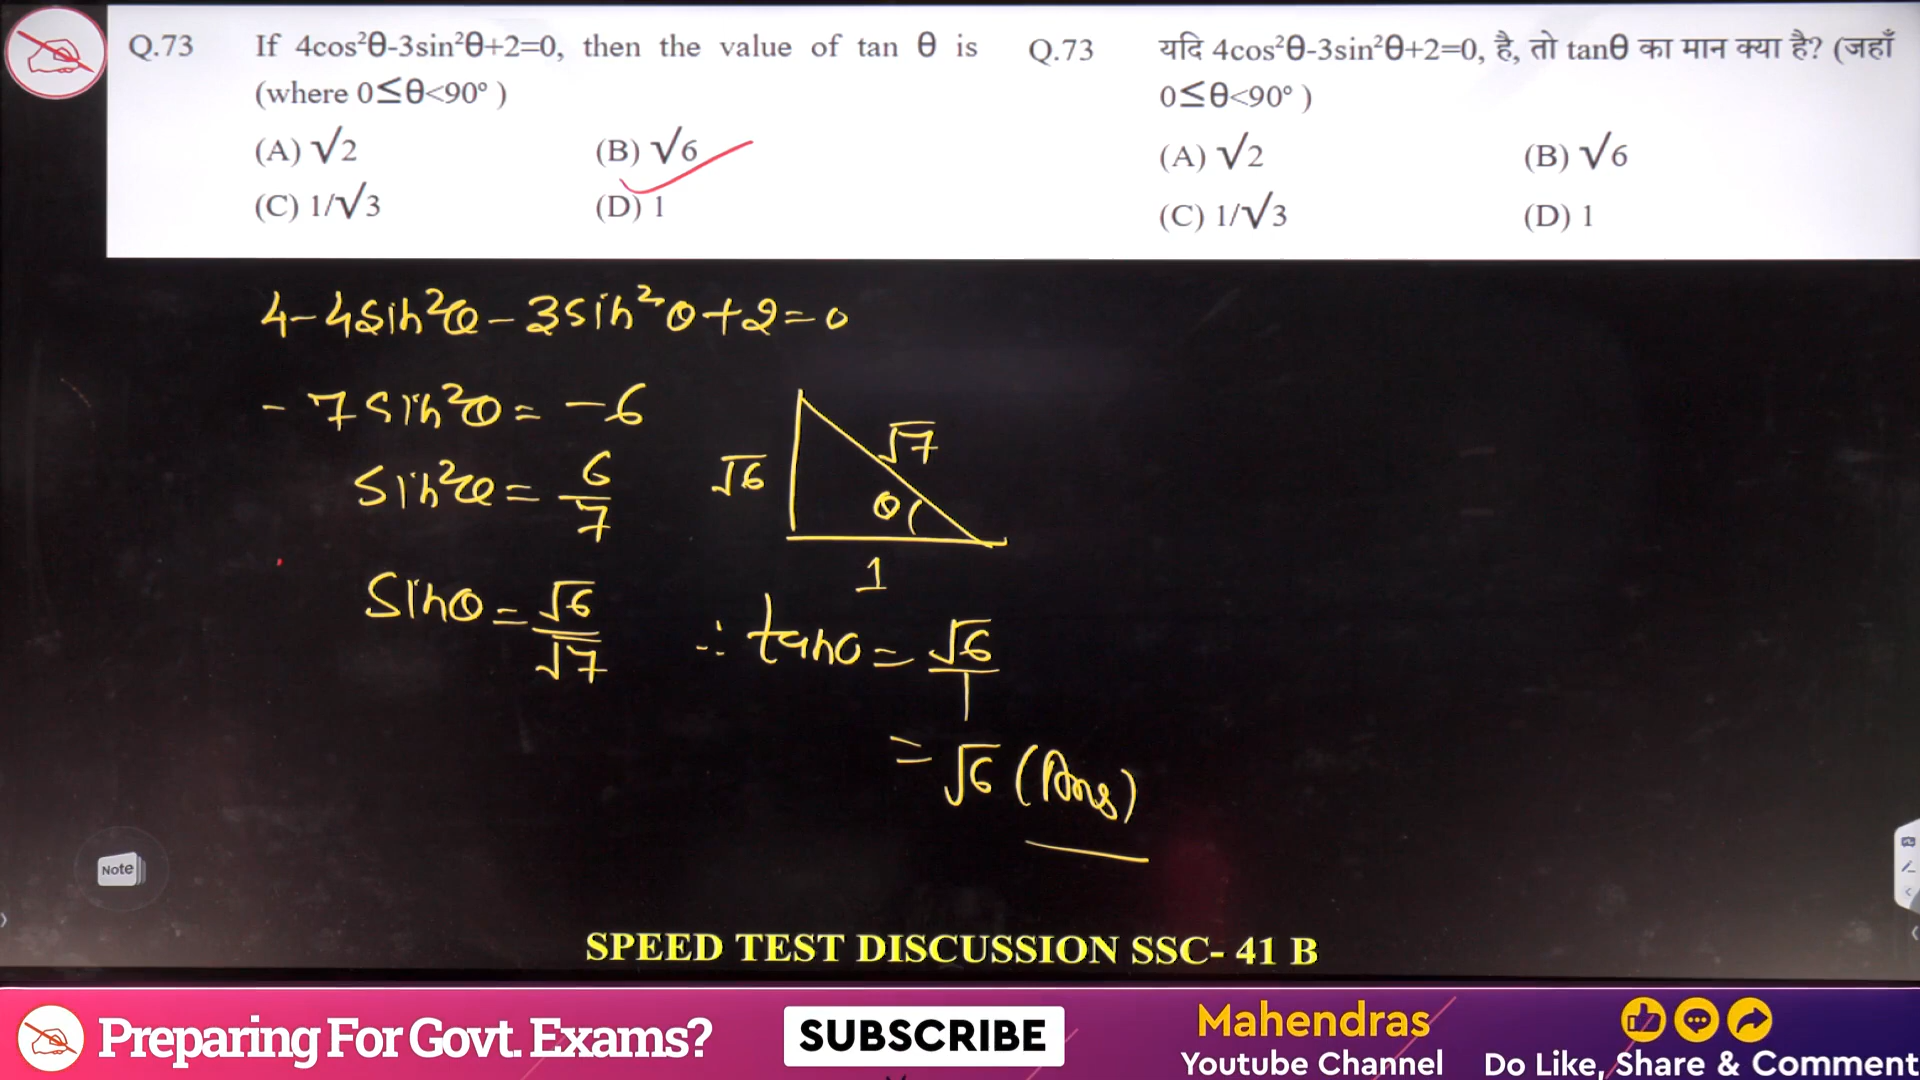 Q.73 If 4cos²θ-3sin²θ+2=0, then the value of tan θ is
(where 0≤θ<90° )
(A) √2 (B) √6
(C) 1/√3 (D) 1
Q.73 यदि 4cos²θ-3sin²θ+2=0, है, तो tanθ का मान क्या है? (जहाँ
0≤θ<90° )
(A) √2 (B) √6
(C) 1/√3 (D) 1
4-4sin²θ-3sin²θ+2=0
-7sin²θ=-6
sin²θ=6/7
sinθ=√6/√7
√6
√7
θ
1
∴ tanθ=√6/1
=√6 (Ans)
Note
SPEED TEST DISCUSSION SSC- 41 B
Preparing For Govt. Exams?
SUBSCRIBE
Mahendras
Youtube Channel
Do Like, Share & Comment